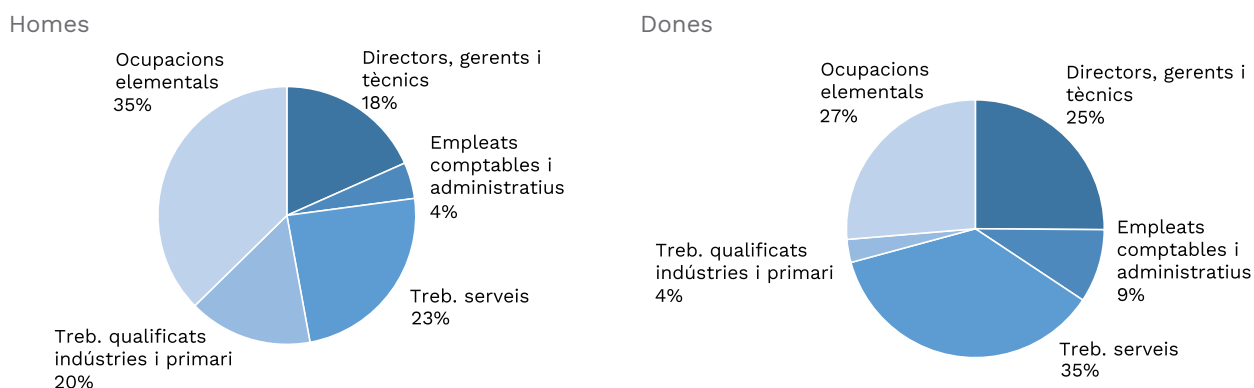 Homes
Ocupacions
elementals
35%
Directors, gerents i
tècnics
18%
Empleats
comptables i
administratius
4%
Treb. serveis
23%
Treb. qualificats
indústries i primari
20%
Dones
Ocupacions
elementals
27%
Directors, gerents i
tècnics
25%
Empleats
comptables i
administratius
9%
Treb. serveis
35%
Treb. qualificats
indústries i primari
4%